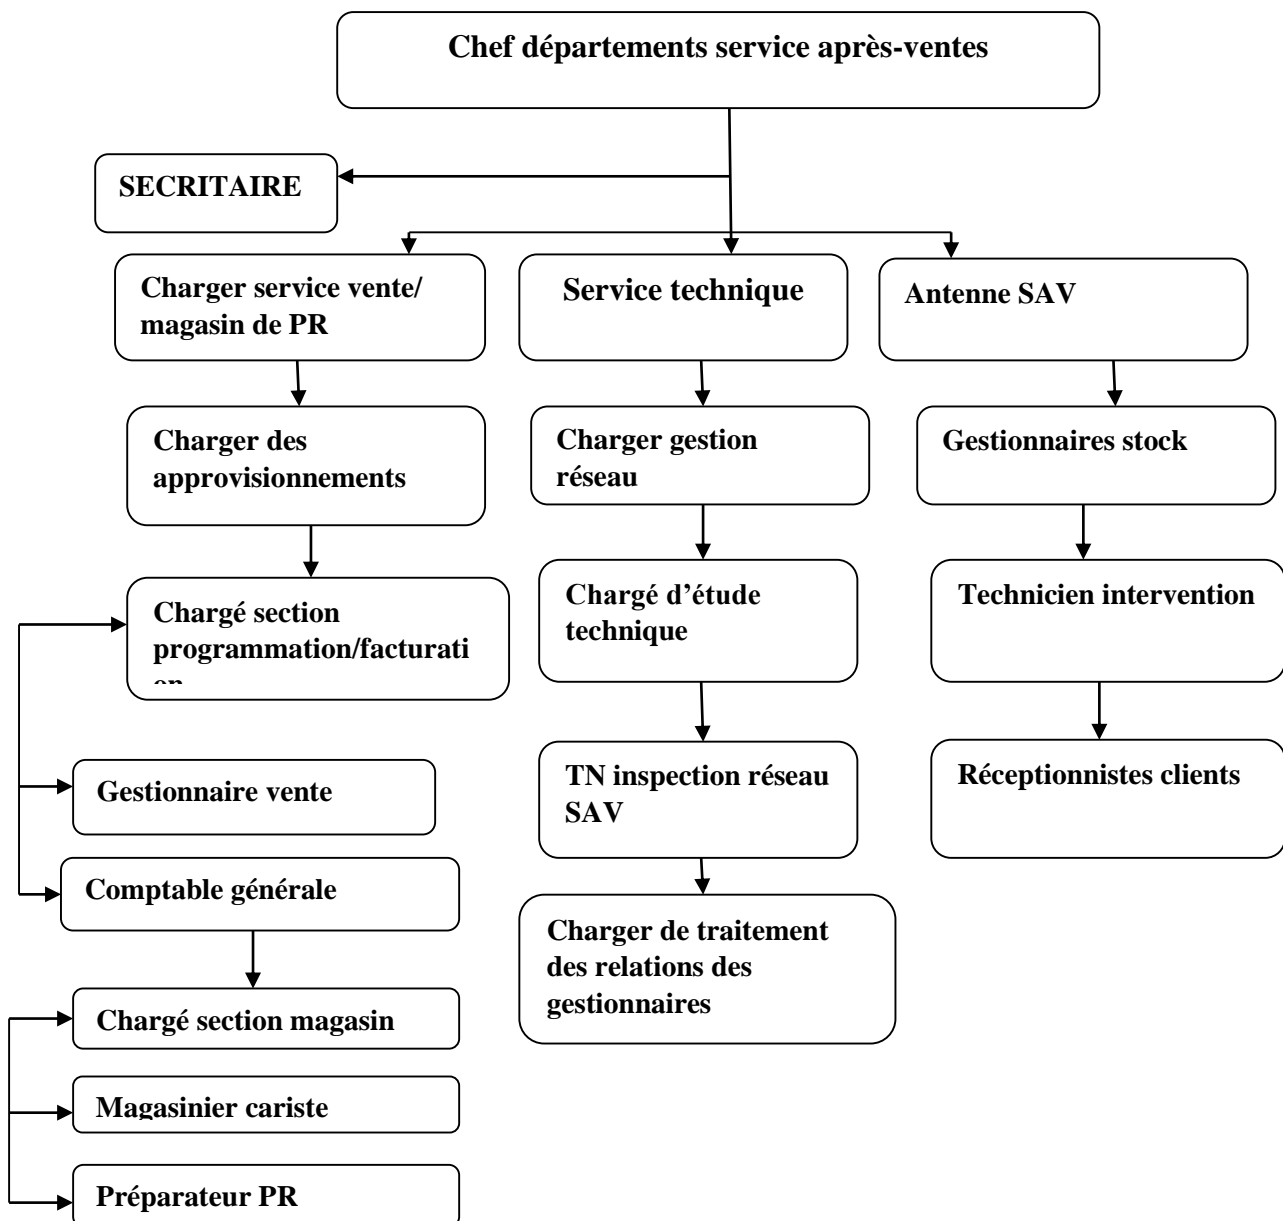 Chef départements service après-ventes
SÉCRITAIRE
Charger service vente/
magasin de PR
Service technique
Antenne SAV
Charger des
approvisionnements
Charger gestion
réseau
Gestionnaires stock
Chargé section
programmation/facturati
on
Chargé d’étude
technique
Technicien intervention
Gestionnaire vente
TN inspection réseau
SAV
Réceptionnistes clients
Comptable générale
Charger de traitement
des relations des
gestionnaires
Chargé section magasin
Magasinier cariste
Préparateur PR